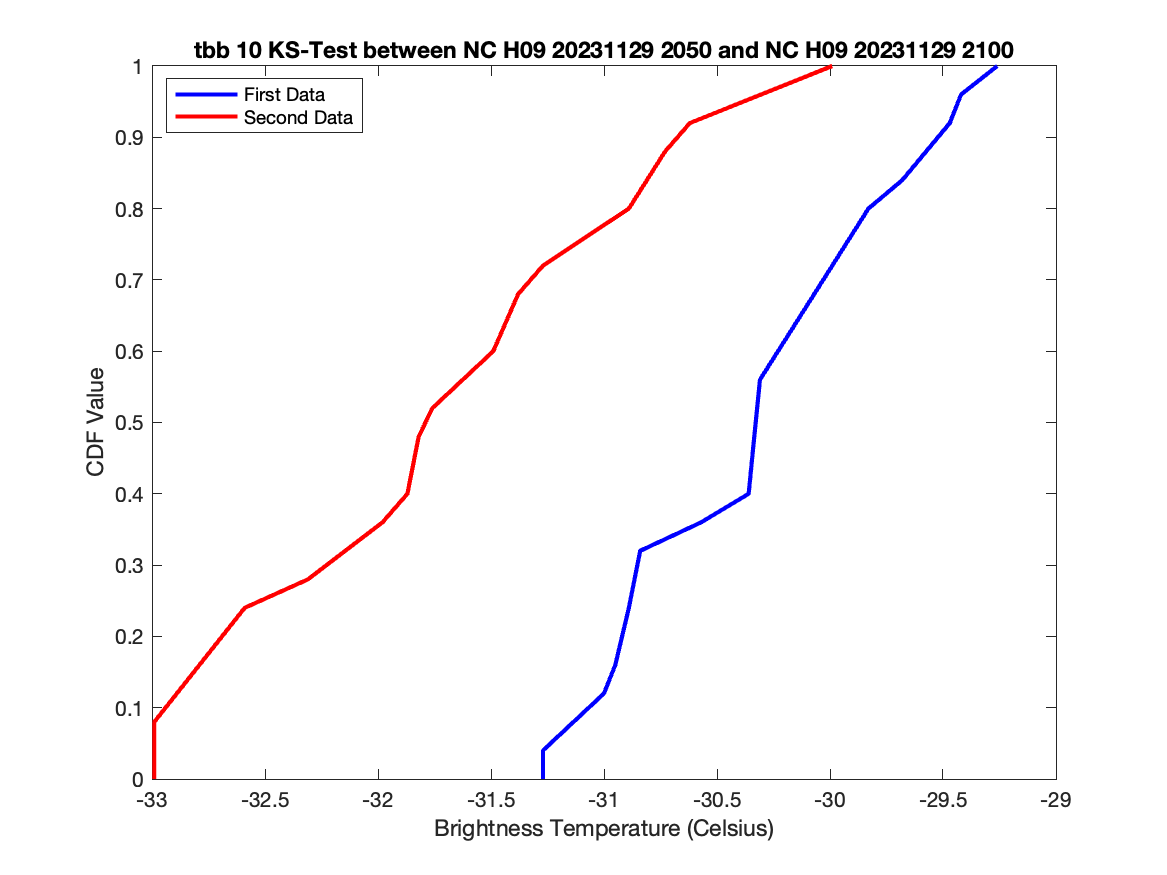 tbb 10 KS-Test between NC H09 20231129 2050 and NC H09 20231129 2100
First Data
Second Data
1
0.9
0.8
0.7
0.6
0.5
0.4
0.3
0.2
0.1
0
CDF Value
-33 -32.5 -32 -31.5 -31 -30.5 -30 -29.5 -29
Brightness Temperature (Celsius)